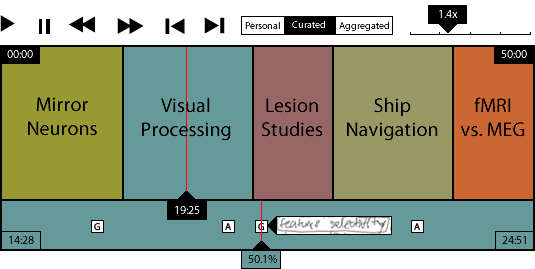 Personal Curated Aggregated
1.4x
00:00
50:00
Mirror
Neurons
Visual
Processing
Lesion
Studies
Ship
Navigation
fMRI
vs. MEG
19:25
G
A
G
feature selectivity
A
14:28
24:51
50.1%